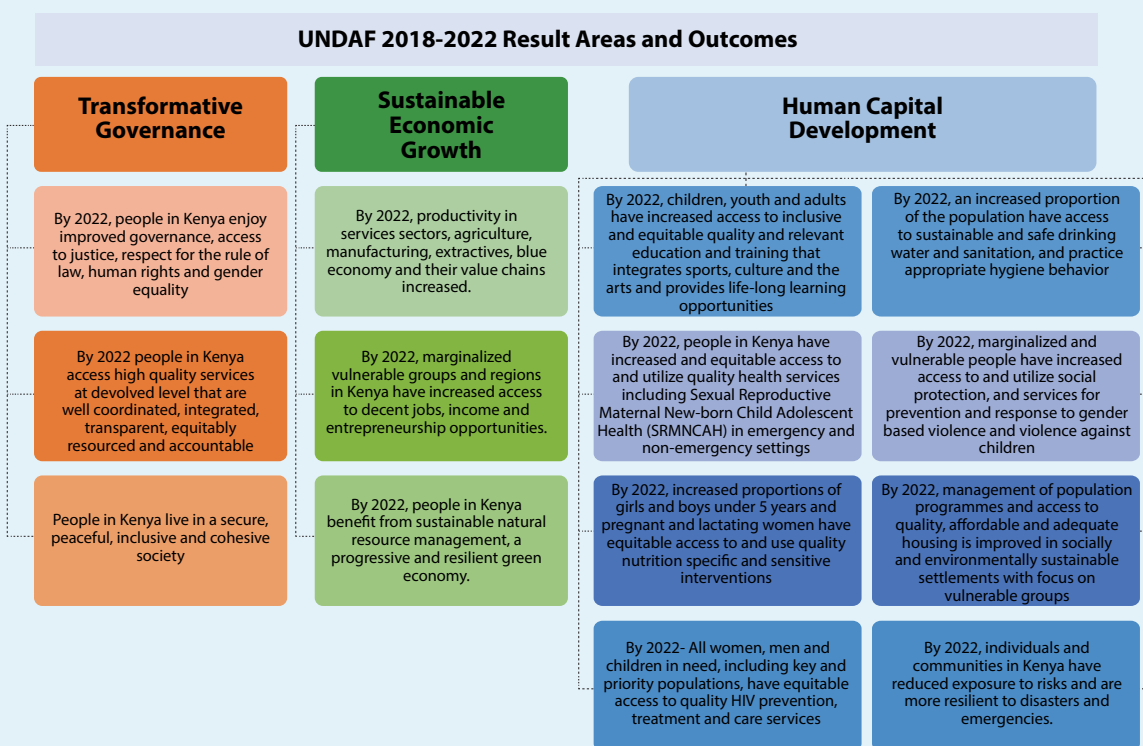 UNDAF 2018-2022 Result Areas and Outcomes
Transformative
Governance
By 2022, people in Kenya enjoy
improved governance, access
to justice, respect for the rule of
law, human rights and gender
equality
By 2022 people in Kenya
access high quality services
at devolved level that are
well coordinated, integrated,
transparent, equitably
resourced and accountable
People in Kenya live in a secure,
peaceful, inclusive and cohesive
society
Sustainable
Economic
Growth
By 2022, productivity in
services sectors, agriculture,
manufacturing, extractives, blue
economy and their value chains
increased.
By 2022, marginalized
vulnerable groups and regions
in Kenya have increased access
to decent jobs, income and
entrepreneurship opportunities.
By 2022, people in Kenya
benefit from sustainable natural
resource management, a
progressive and resilient green
economy.
Human Capital
Development
By 2022, children, youth and adults
have increased access to inclusive
and equitable quality and relevant
education and training that
integrates sports, culture and the
arts and provides life-long learning
opportunities
By 2022, an increased proportion
of the population have access
to sustainable and safe drinking
water and sanitation, and practice
appropriate hygiene behavior
By 2022, people in Kenya have
increased and equitable access to
and utilize quality health services
including Sexual Reproductive
Maternal New-born Child Adolescent
Health (SRMNCAH) in emergency and
non-emergency settings
By 2022, marginalized and
vulnerable people have increased
access to and utilize social
protection, and services for
prevention and response to gender
based violence and violence against
children
By 2022, increased proportions of
girls and boys under 5 years and
pregnant and lactating women have
equitable access to and use quality
nutrition specific and sensitive
interventions
By 2022, management of population
programmes and access to
quality, affordable and adequate
housing is improved in socially
and environmentally sustainable
settlements with focus on
vulnerable groups
By 2022- All women, men and
children in need, including key and
priority populations, have equitable
access to quality HIV prevention,
treatment and care services
By 2022, individuals and
communities in Kenya have
reduced exposure to risks and are
more resilient to disasters and
emergencies.